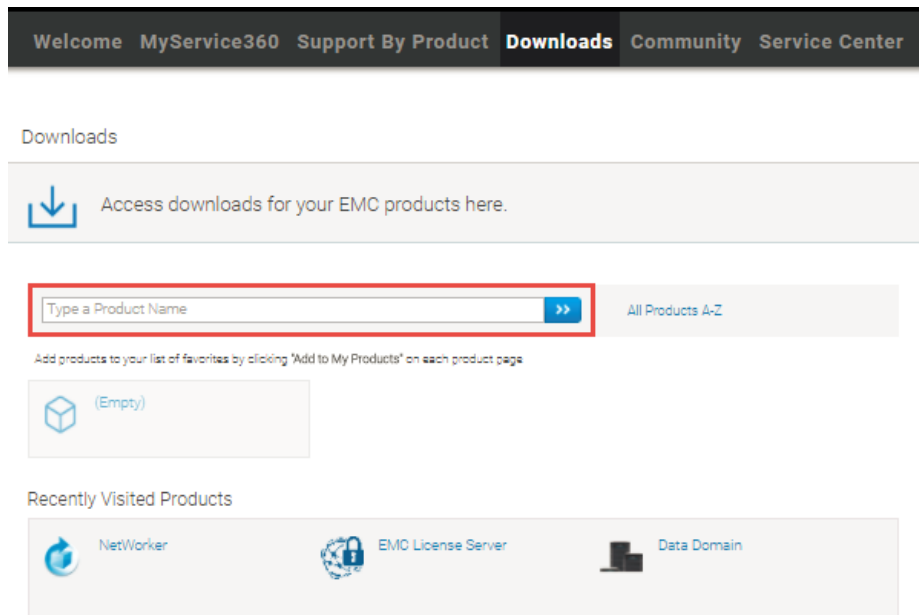 Welcome MyService360 Support By Product Downloads Community Service Center
Downloads
Access downloads for your EMC products here.
Type a Product Name >> All Products A-Z
Add products to your list of favorites by clicking "Add to My Products" on each product page
(Empty)
Recently Visited Products
NetWorker EMC License Server Data Domain